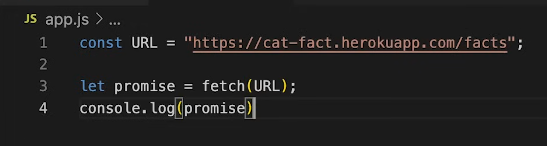 JS app.js > ...
1 const URL = "https://cat-fact.herokuapp.com/facts";
2
3 let promise = fetch(URL);
4 console.log(promise)